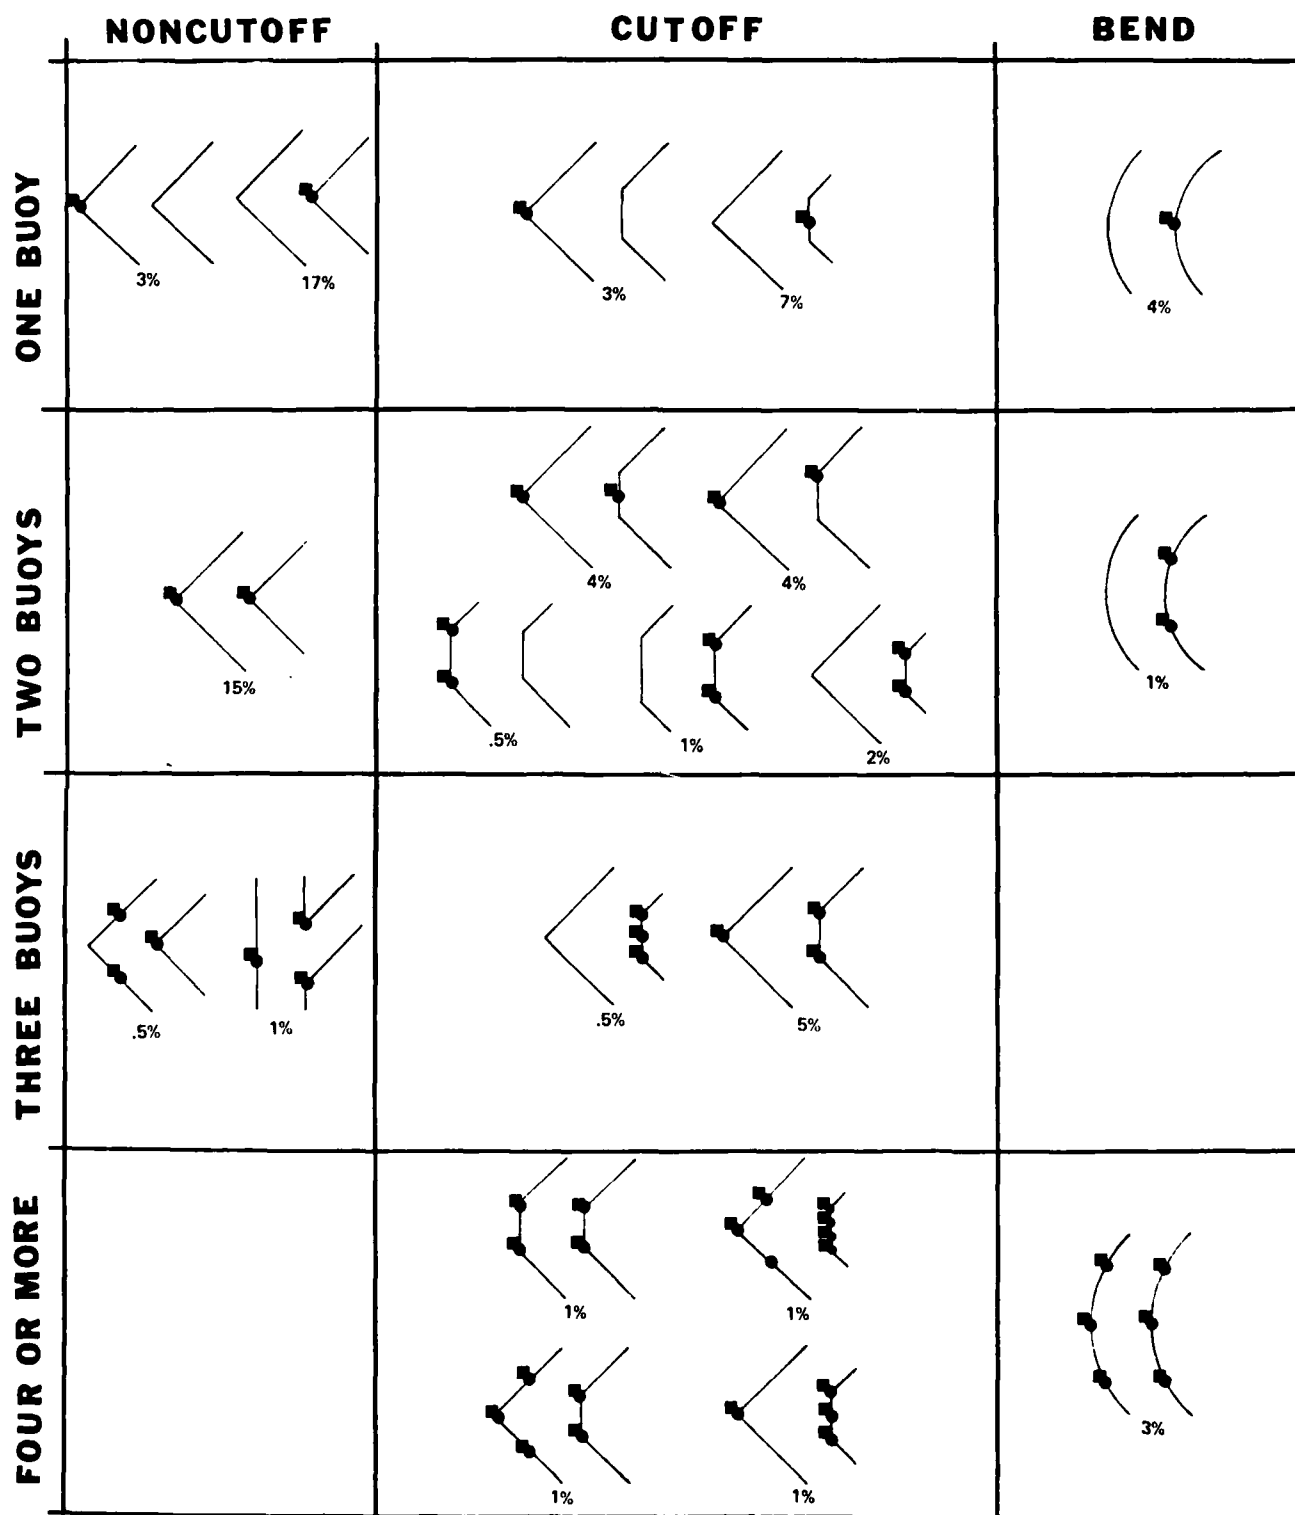 NONCUTOFF CUTOFF BEND
ONE BUOY
3% 17% 3% 7% 4%
TWO BUOYS
4% 4%
15% .5% 1% 2% 1%
THREE BUOYS
.5% 1% .5% 5%
FOUR OR MORE
1% 1%
1% 1% 3%